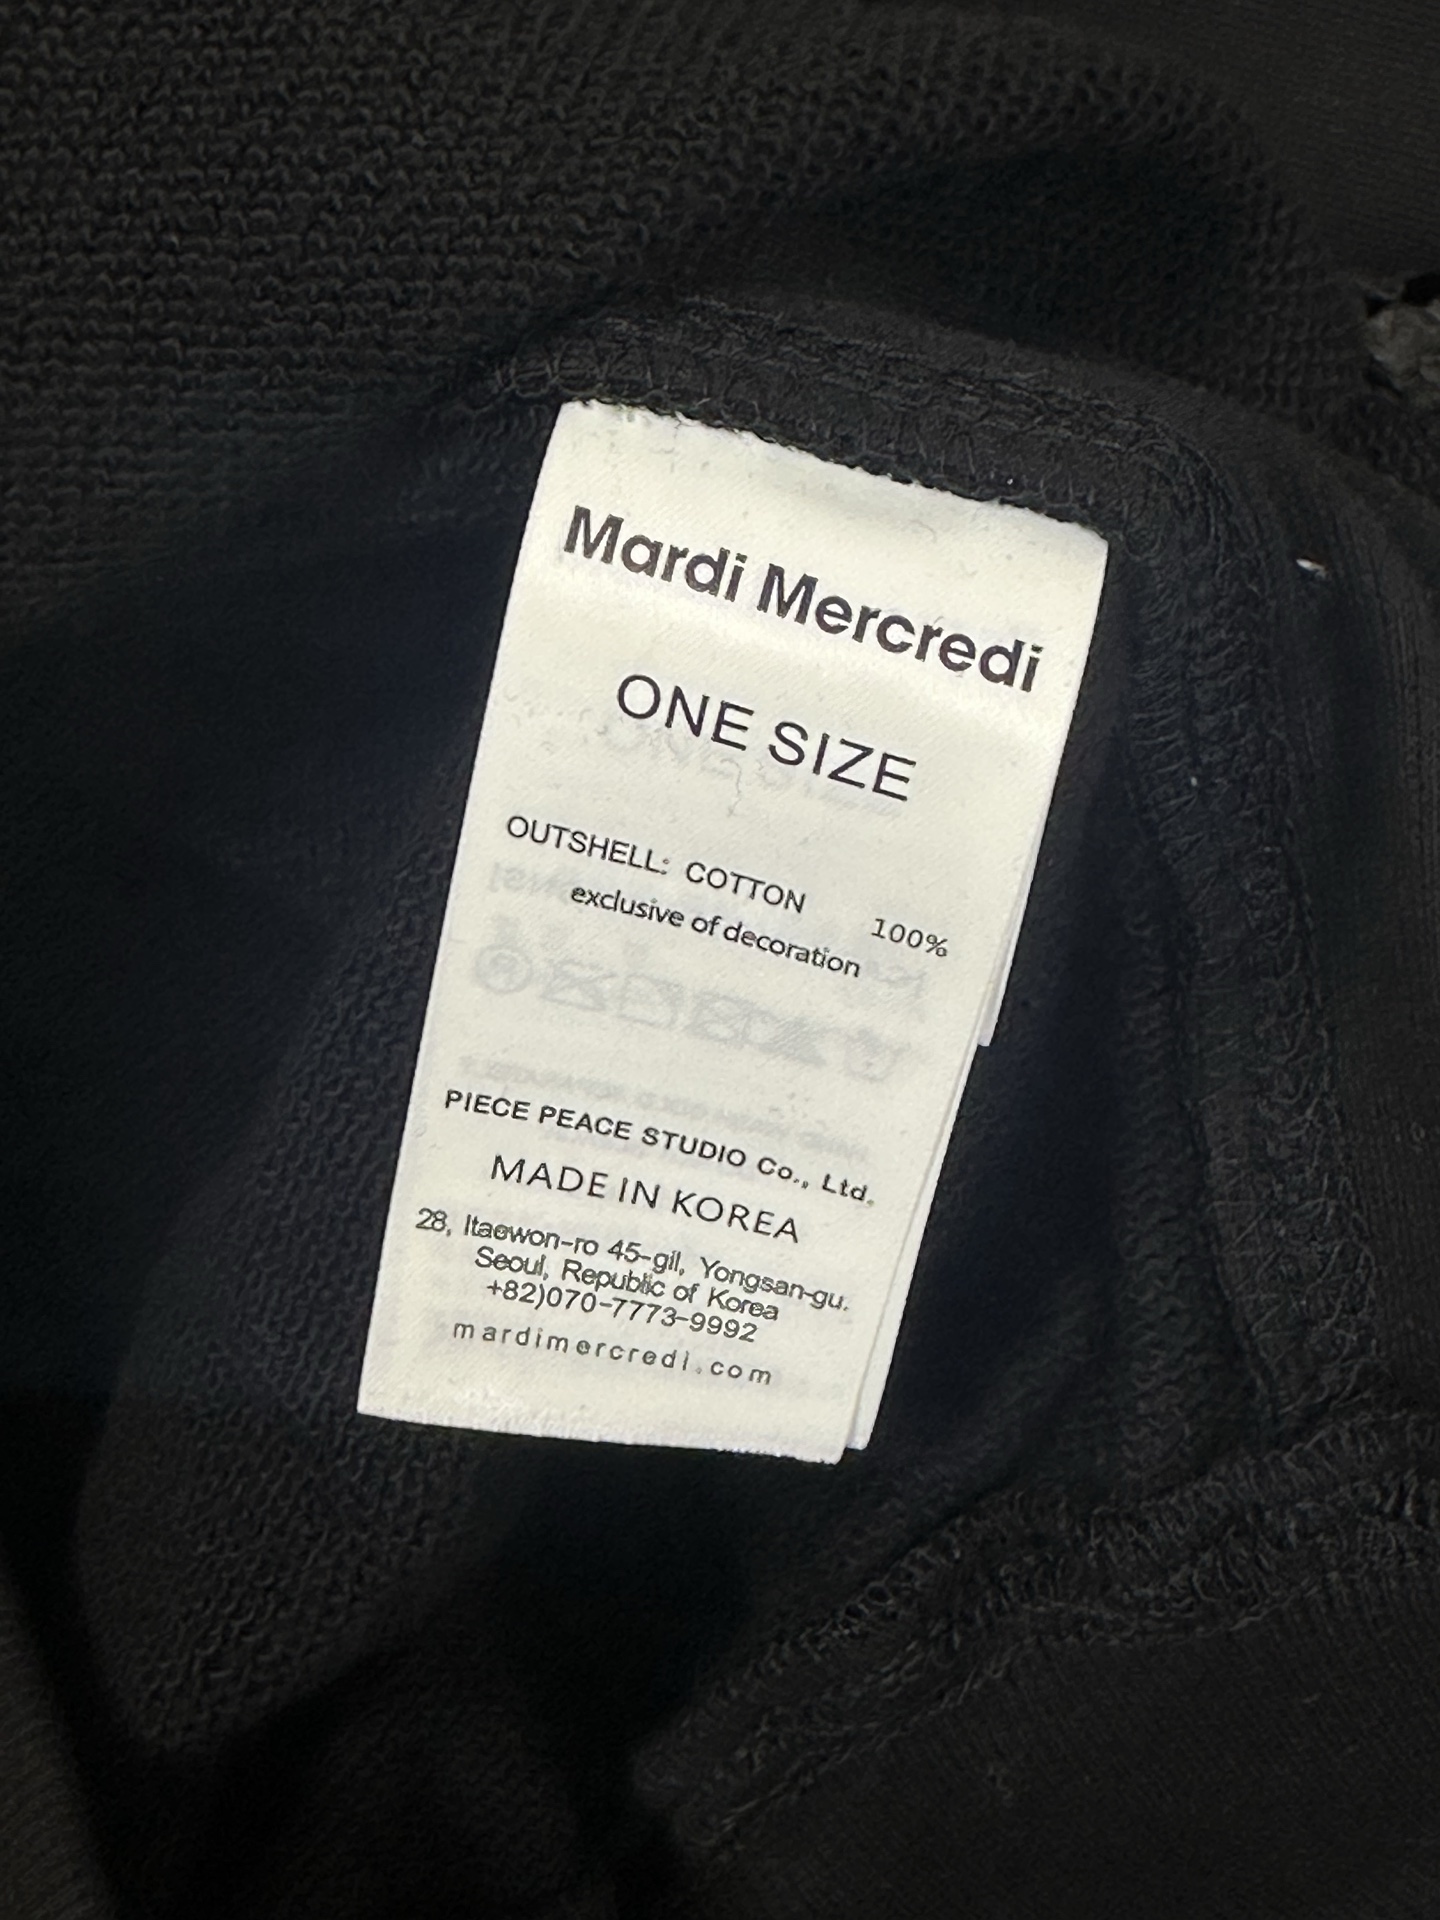 Mardi Mercredi
ONE SIZE
OUTSHELL: COTTON 100%
exclusive of decoration
PIECE PEACE STUDIO Co., Ltd.
MADE IN KOREA
28, Itaewon-ro 45-gil, Yongsan-gu.
Seoul, Republic of Korea
+82)070-7773-9992
mardimercredi.com